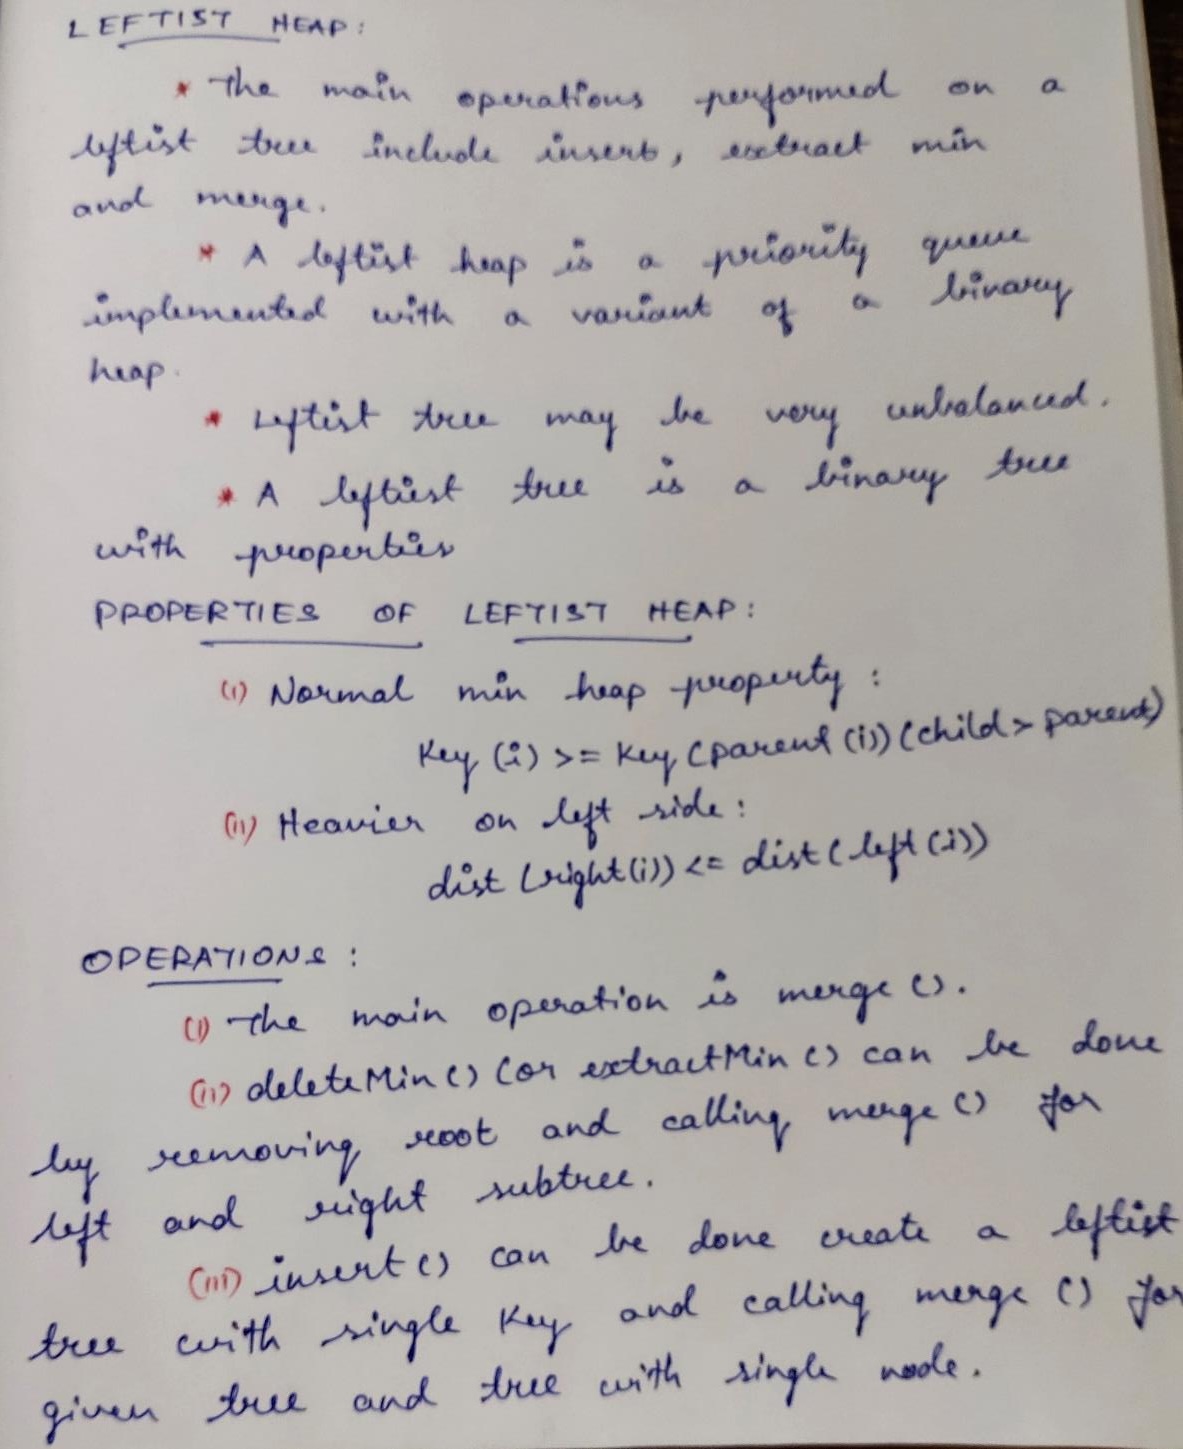 LEFTIST HEAP:
* The main operations performed on a
leftist tree include insert, extract min
and merge.
* A leftist heap is a priority queue
implemented with a variant of a binary
heap.
* Leftist tree may be very unbalanced.
* A leftist tree is a binary tree
with properties
PROPERTIES OF LEFTIST HEAP:
(i) Normal min heap property:
Key (i) >= Key (parent (i)) (child > parent)
(ii) Heavier on left side:
dist (right(i)) <= dist (left (i))
OPERATIONS:
(i) The main operation is merge ().
(ii) deleteMin () (or extractMin () can be done
by removing root and calling merge () for
left and right subtree.
(iii) insert () can be done create a leftist
tree with single key and calling merge () for
given tree and tree with single node.